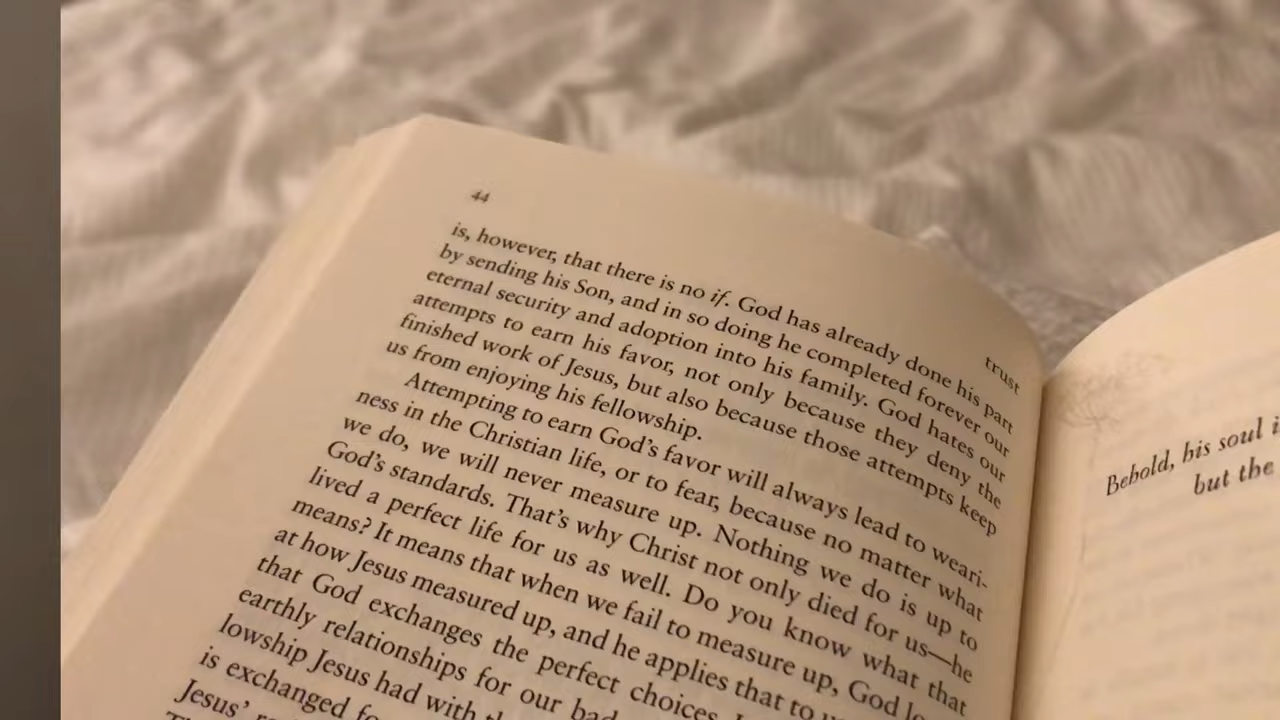 44
trust
is, however, that there is no if. God has already done his part
by sending his Son, and in so doing he completed forever our
eternal security and adoption into his family. God hates our
attempts to earn his favor, not only because they deny the
finished work of Jesus, but also because those attempts keep
us from enjoying his fellowship.
Attempting to earn God's favor will always lead to weari-
ness in the Christian life, or to fear, because no matter what
we do, we will never measure up. Nothing we do is up to
God's standards. That's why Christ not only died for us—he
lived a perfect life for us as well. Do you know what that
means? It means that when we fail to measure up, God
at how Jesus measured up, and he applies that to
that God exchanges the perfect choices
earthly relationships for our bad
lowship Jesus had with
is exchanged
Jesus'
Behold, his soul
but the